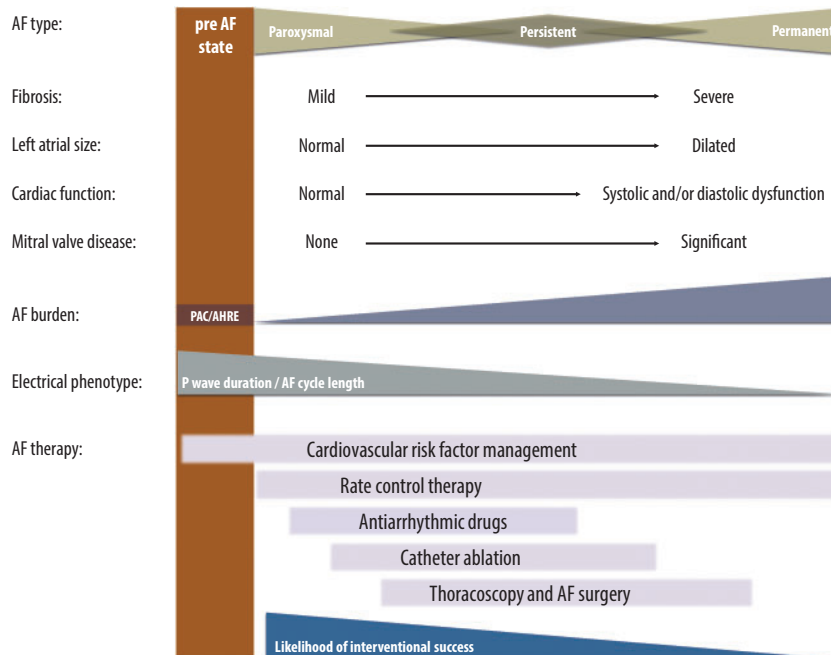 AF type:
pre AF
state
Paroxysmal
Persistent
Permanent
Fibrosis:
Mild
Severe
Left atrial size:
Normal
Dilated
Cardiac function:
Normal
Systolic and/or diastolic dysfunction
Mitral valve disease:
None
Significant
AF burden:
PAC/AHRE
Electrical phenotype:
P wave duration / AF cycle length
AF therapy:
Cardiovascular risk factor management
Rate control therapy
Antiarrhythmic drugs
Catheter ablation
Thoracoscopy and AF surgery
Likelihood of interventional success